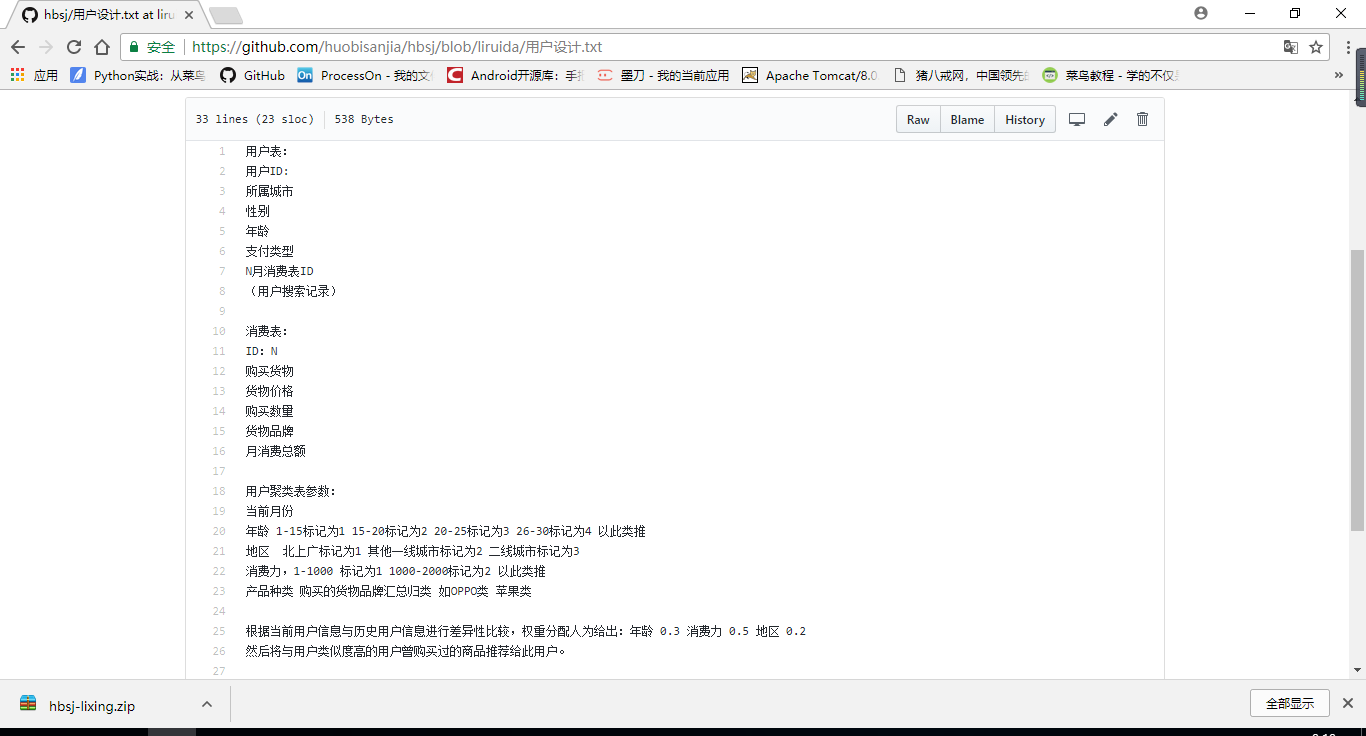 hbsj/用户设计.txt at liru
安全 https://github.com/huobisanjia/hbsj/blob/liruida/用户设计.txt
应用 Python实战：从菜鸟 GitHub ProcessOn - 我的文 Android开源库：手 墨刀 - 我的当前应用 Apache Tomcat/8.0 猪八戒网，中国领先 菜鸟教程 - 学的不仅 »
33 lines (23 sloc) 538 Bytes Raw Blame History
1 用户表：
2 用户ID：
3 所属城市
4 性别
5 年龄
6 支付类型
7 N月消费表ID
8 （用户搜索记录）
9
10 消费表：
11 ID：N
12 购买货物
13 货物价格
14 购买数量
15 货物品牌
16 月消费总额
17
18 用户聚类表参数：
19 当前月份
20 年龄 1-15标记为1 15-20标记为2 20-25标记为3 26-30标记为4 以此类推
21 地区 北上广标记为1 其他一线城市标记为2 二线城市标记为3
22 消费力，1-1000 标记为1 1000-2000标记为2 以此类推
23 产品种类 购买的货物品牌汇总归类 如OPPO类 苹果类
24
25 根据当前用户信息与历史用户信息进行差异性比较，权重分配人为给出：年龄 0.3 消费力 0.5 地区 0.2
26 然后将与用户类似度高的用户曾购买过的商品推荐给此用户。
27
hbsj-lixing.zip 全部显示